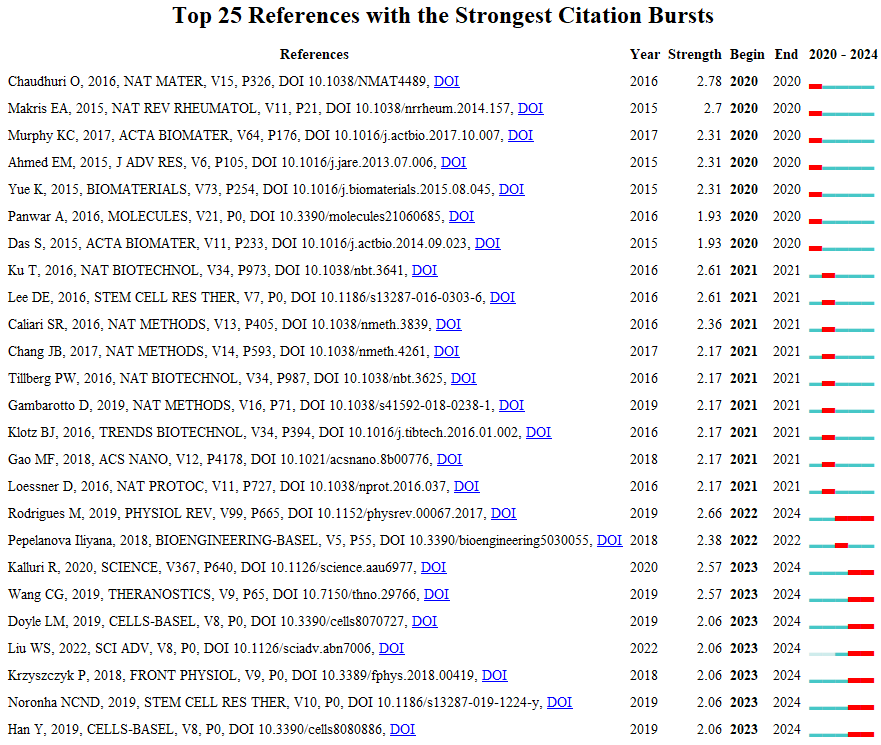 Top 25 References with the Strongest Citation Bursts
References Year Strength Begin End 2020 - 2024
Chaudhuri O, 2016, NAT MATER, V15, P326, DOI 10.1038/NMAT4489, DOI 2016 2.78 2020 2020
Makris EA, 2015, NAT REV RHEUMATOL, V11, P21, DOI 10.1038/nrrheum.2014.157, DOI 2015 2.7 2020 2020
Murphy KC, 2017, ACTA BIOMATER, V64, P176, DOI 10.1016/j.actbio.2017.10.007, DOI 2017 2.31 2020 2020
Ahmed EM, 2015, J ADV RES, V6, P105, DOI 10.1016/j.jare.2013.07.006, DOI 2015 2.31 2020 2020
Yue K, 2015, BIOMATERIALS, V73, P254, DOI 10.1016/j.biomaterials.2015.08.045, DOI 2015 2.31 2020 2020
Panwar A, 2016, MOLECULES, V21, P0, DOI 10.3390/molecules21060685, DOI 2016 1.93 2020 2020
Das S, 2015, ACTA BIOMATER, V11, P233, DOI 10.1016/j.actbio.2014.09.023, DOI 2015 1.93 2020 2020
Ku T, 2016, NAT BIOTECHNOL, V34, P973, DOI 10.1038/nbt.3641, DOI 2016 2.61 2021 2021
Lee DE, 2016, STEM CELL RES THER, V7, P0, DOI 10.1186/s13287-016-0303-6, DOI 2016 2.61 2021 2021
Caliari SR, 2016, NAT METHODS, V13, P405, DOI 10.1038/nmeth.3839, DOI 2016 2.36 2021 2021
Chang JB, 2017, NAT METHODS, V14, P593, DOI 10.1038/nmeth.4261, DOI 2017 2.17 2021 2021
Tillberg PW, 2016, NAT BIOTECHNOL, V34, P987, DOI 10.1038/nbt.3625, DOI 2016 2.17 2021 2021
Gambarotto D, 2019, NAT METHODS, V16, P71, DOI 10.1038/s41592-018-0238-1, DOI 2019 2.17 2021 2021
Klotz BJ, 2016, TRENDS BIOTECHNOL, V34, P394, DOI 10.1016/j.tibtech.2016.01.002, DOI 2016 2.17 2021 2021
Gao MF, 2018, ACS NANO, V12, P4178, DOI 10.1021/acsnano.8b00776, DOI 2018 2.17 2021 2021
Loessner D, 2016, NAT PROTOC, V11, P727, DOI 10.1038/nprot.2016.037, DOI 2016 2.17 2021 2021
Rodrigues M, 2019, PHYSIOL REV, V99, P665, DOI 10.1152/physrev.00067.2017, DOI 2019 2.66 2022 2024
Pepelanova Iliyana, 2018, BIOENGINEERING-BASEL, V5, P55, DOI 10.3390/bioengineering5030055, DOI 2018 2.38 2022 2022
Kalluri R, 2020, SCIENCE, V367, P640, DOI 10.1126/science.aau6977, DOI 2020 2.57 2023 2024
Wang CG, 2019, THERANOSTICS, V9, P65, DOI 10.7150/thno.29766, DOI 2019 2.57 2023 2024
Doyle LM, 2019, CELLS-BASEL, V8, P0, DOI 10.3390/cells8070727, DOI 2019 2.06 2023 2024
Liu WS, 2022, SCI ADV, V8, P0, DOI 10.1126/sciadv.abn7006, DOI 2022 2.06 2023 2024
Krzyszczyk P, 2018, FRONT PHYSIOL, V9, P0, DOI 10.3389/fphys.2018.00419, DOI 2018 2.06 2023 2024
Noronha NCND, 2019, STEM CELL RES THER, V10, P0, DOI 10.1186/s13287-019-1224-y, DOI 2019 2.06 2023 2024
Han Y, 2019, CELLS-BASEL, V8, P0, DOI 10.3390/cells8080886, DOI 2019 2.06 2023 2024